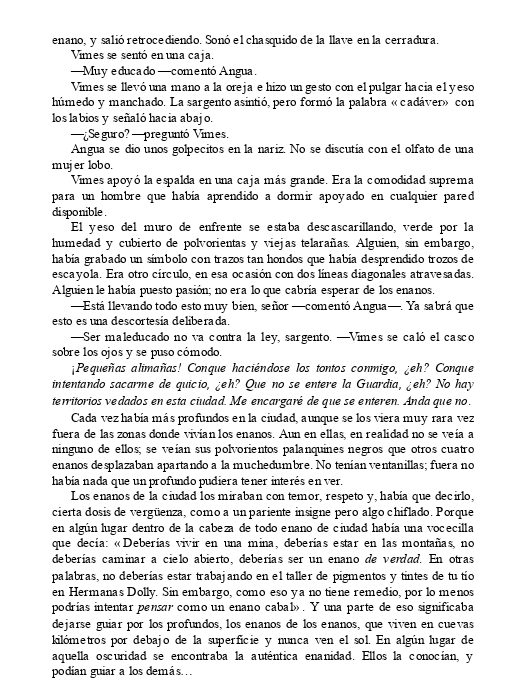 enano, y salió retrocediendo. Sonó el chasquido de la llave en la cerradura.
Vimes se sentó en una caja.
—Muy educado —comentó Angua.
Vimes se llevó una mano a la oreja e hizo un gesto con el pulgar hacia el yeso
húmedo y manchado. La sargento asintió, pero formó la palabra «cadáver» con
los labios y señaló hacia abajo.
—¿Seguro? —preguntó Vimes.
Angua se dio unos golpecitos en la nariz. No se discutía con el olfato de una
mujer lobo.
Vimes apoyó la espalda en una caja más grande. Era la comodidad suprema
para un hombre que había aprendido a dormir apoyado en cualquier pared
disponible.
El yeso del muro de enfrente se estaba descascarillando, verde por la
humedad y cubierto de polvorientas y viejas telarañas. Alguien, sin embargo,
había grabado un símbolo con trazos tan hondos que había desprendido trozos de
escayola. Era otro círculo, en esa ocasión con dos líneas diagonales atravesadas.
Alguien le había puesto pasión; no era lo que cabría esperar de los enanos.
—Está llevando todo esto muy bien, señor —comentó Angua—. Ya sabrá que
esto es una descortesía deliberada.
—Ser maleducado no va contra la ley, sargento. —Vimes se caló el casco
sobre los ojos y se puso cómodo.
¡Pequeñas alimañas! Conque haciéndose los tontos conmigo, ¿eh? Conque
intentando sacarme de quicio, ¿eh? Que no se entere la Guardia, ¿eh? No hay
territorios vedados en esta ciudad. Me encargaré de que se enteren. Anda que no.
Cada vez había más profundos en la ciudad, aunque se los viera muy rara vez
fuera de las zonas donde vivían los enanos. Aun en ellas, en realidad no se veía a
ninguno de ellos; se veían sus polvorientos palanquines negros que otros cuatro
enanos desplazaban apartando a la muchedumbre. No tenían ventanillas; fuera no
había nada que un profundo pudiera tener interés en ver.
Los enanos de la ciudad los miraban con temor, respeto y, había que decirlo,
cierta dosis de vergüenza, como a un pariente insigne pero algo chiflado. Porque
en algún lugar dentro de la cabeza de todo enano de ciudad había una vocecilla
que decía: «Deberías vivir en una mina, deberías estar en las montañas, no
deberías caminar a cielo abierto, deberías ser un enano de verdad. En otras
palabras, no deberías estar trabajando en el taller de pigmentos y tintes de tu tío
en Hermanas Dolly. Sin embargo, como eso ya no tiene remedio, por lo menos
podrías intentar pensar como un enano cabal». Y una parte de eso significaba
dejarse guiar por los profundos, los enanos de los enanos, que viven en cuevas
kilómetros por debajo de la superficie y nunca ven el sol. En algún lugar de
aquella oscuridad se encontraba la auténtica enanidad. Ellos la conocían, y
podían guiar a los demás…